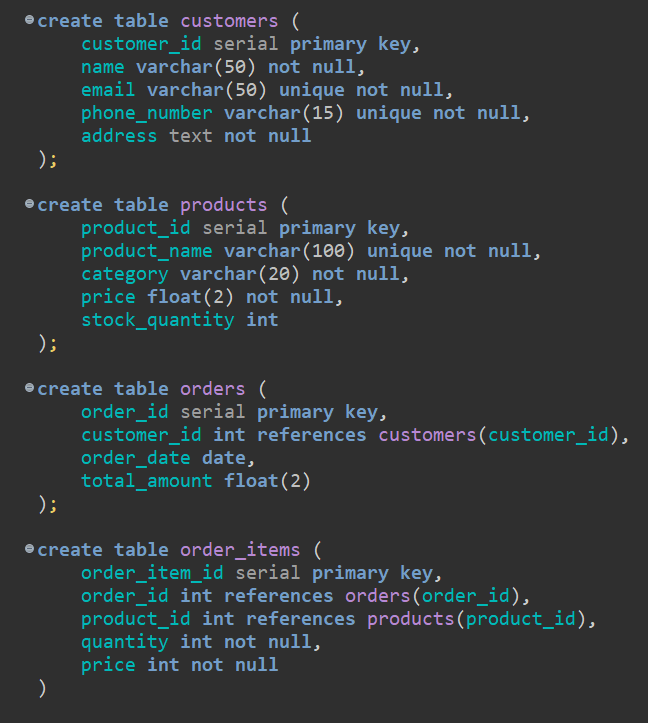 create table customers (
    customer_id serial primary key,
    name varchar(50) not null,
    email varchar(50) unique not null,
    phone_number varchar(15) unique not null,
    address text not null
);

create table products (
    product_id serial primary key,
    product_name varchar(100) unique not null,
    category varchar(20) not null,
    price float(2) not null,
    stock_quantity int
);

create table orders (
    order_id serial primary key,
    customer_id int references customers(customer_id),
    order_date date,
    total_amount float(2)
);

create table order_items (
    order_item_id serial primary key,
    order_id int references orders(order_id),
    product_id int references products(product_id),
    quantity int not null,
    price int not null
)